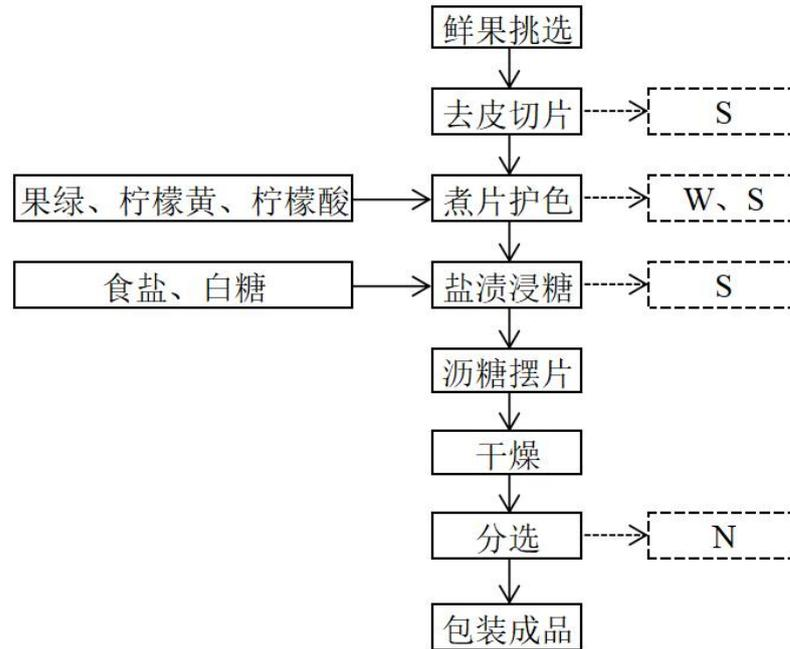 鲜果挑选
去皮切片
S
果绿、柠檬黄、柠檬酸
煮片护色
W、S
食盐、白糖
盐渍浸糖
S
沥糖摆片
干燥
分选
N
包装成品